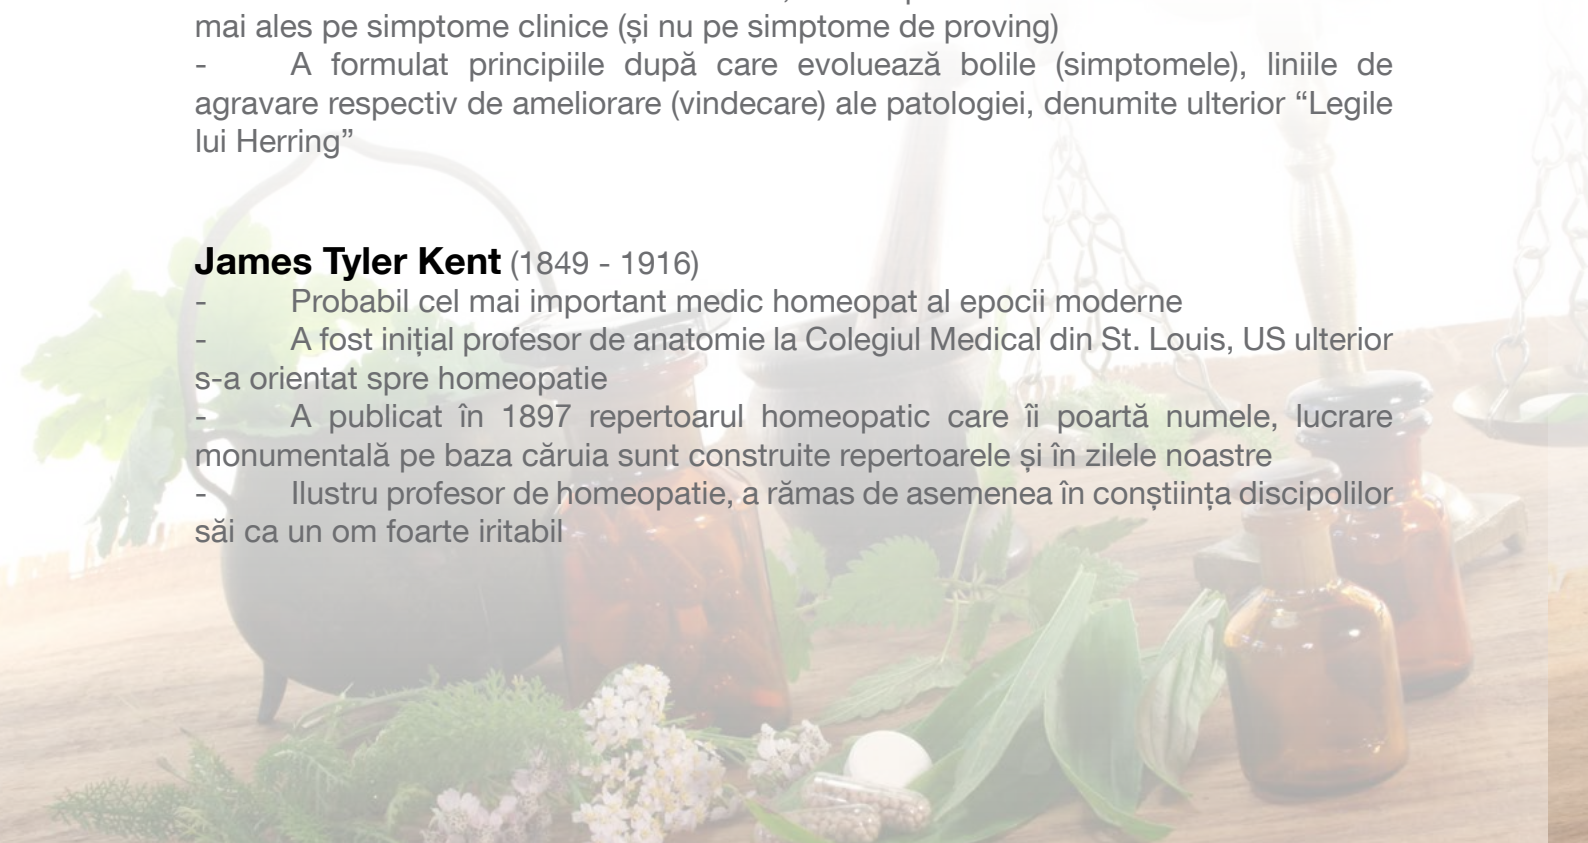 mai ales pe simptome clinice (și nu pe simptome de proving)
- A formulat principiile după care evoluează bolile (simptomele), liniile de
agravare respectiv de ameliorare (vindecare) ale patologiei, denumite ulterior “Legile
lui Herring”
James Tyler Kent (1849 - 1916)
- Probabil cel mai important medic homeopat al epocii moderne
- A fost inițial profesor de anatomie la Colegiul Medical din St. Louis, US ulterior
s-a orientat spre homeopatie
- A publicat în 1897 repertoarul homeopatic care îi poartă numele, lucrare
monumentală pe baza căruia sunt construite repertoarele și în zilele noastre
- Ilustru profesor de homeopatie, a rămas de asemenea în conștiința discipolilor
săi ca un om foarte iritabil